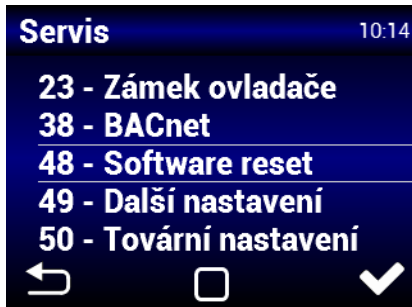 Servis 10:14
23 - Zámek ovladače
38 - BACnet
48 - Software reset
49 - Další nastavení
50 - Tovární nastavení